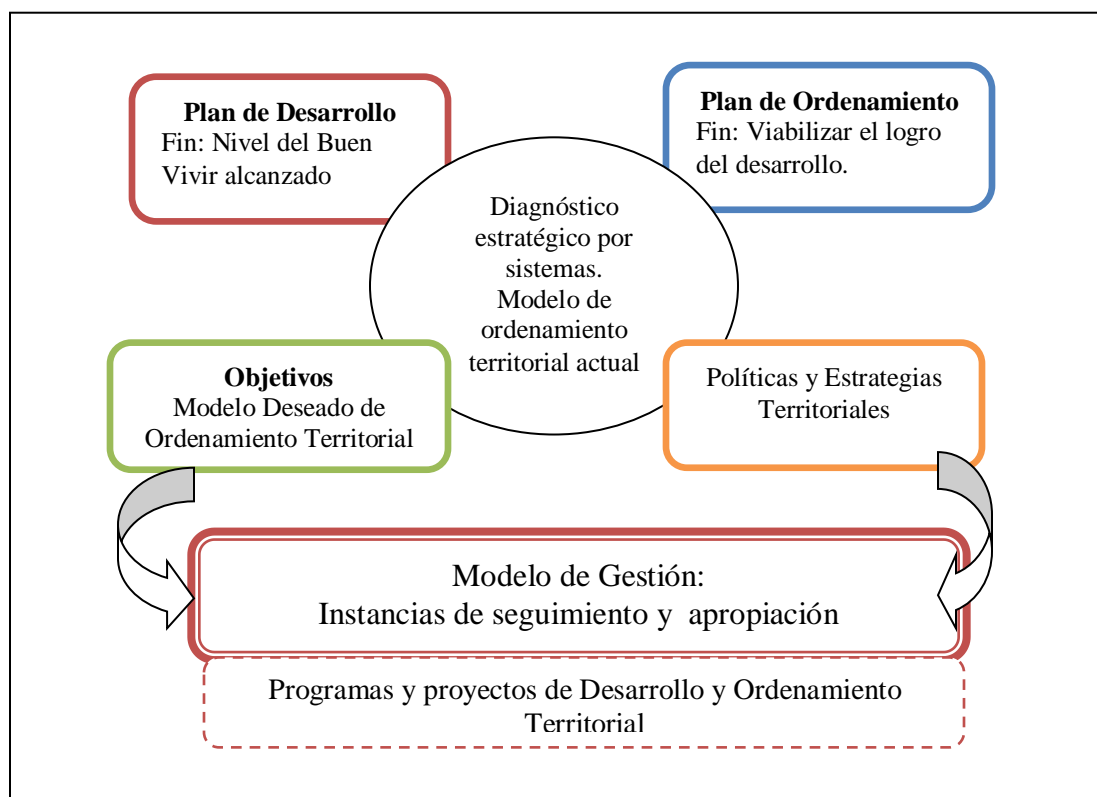 Plan de Desarrollo
Fin: Nivel del Buen
Vivir alcanzado
Plan de Ordenamiento
Fin: Viabilizar el logro
del desarrollo.
Diagnóstico
estratégico por
sistemas.
Modelo de
ordenamiento
territorial actual
Objetivos
Modelo Deseado de
Ordenamiento Territorial
Políticas y Estrategias
Territoriales
Modelo de Gestión:
Instancias de seguimiento y apropiación
Programas y proyectos de Desarrollo y Ordenamiento
Territorial